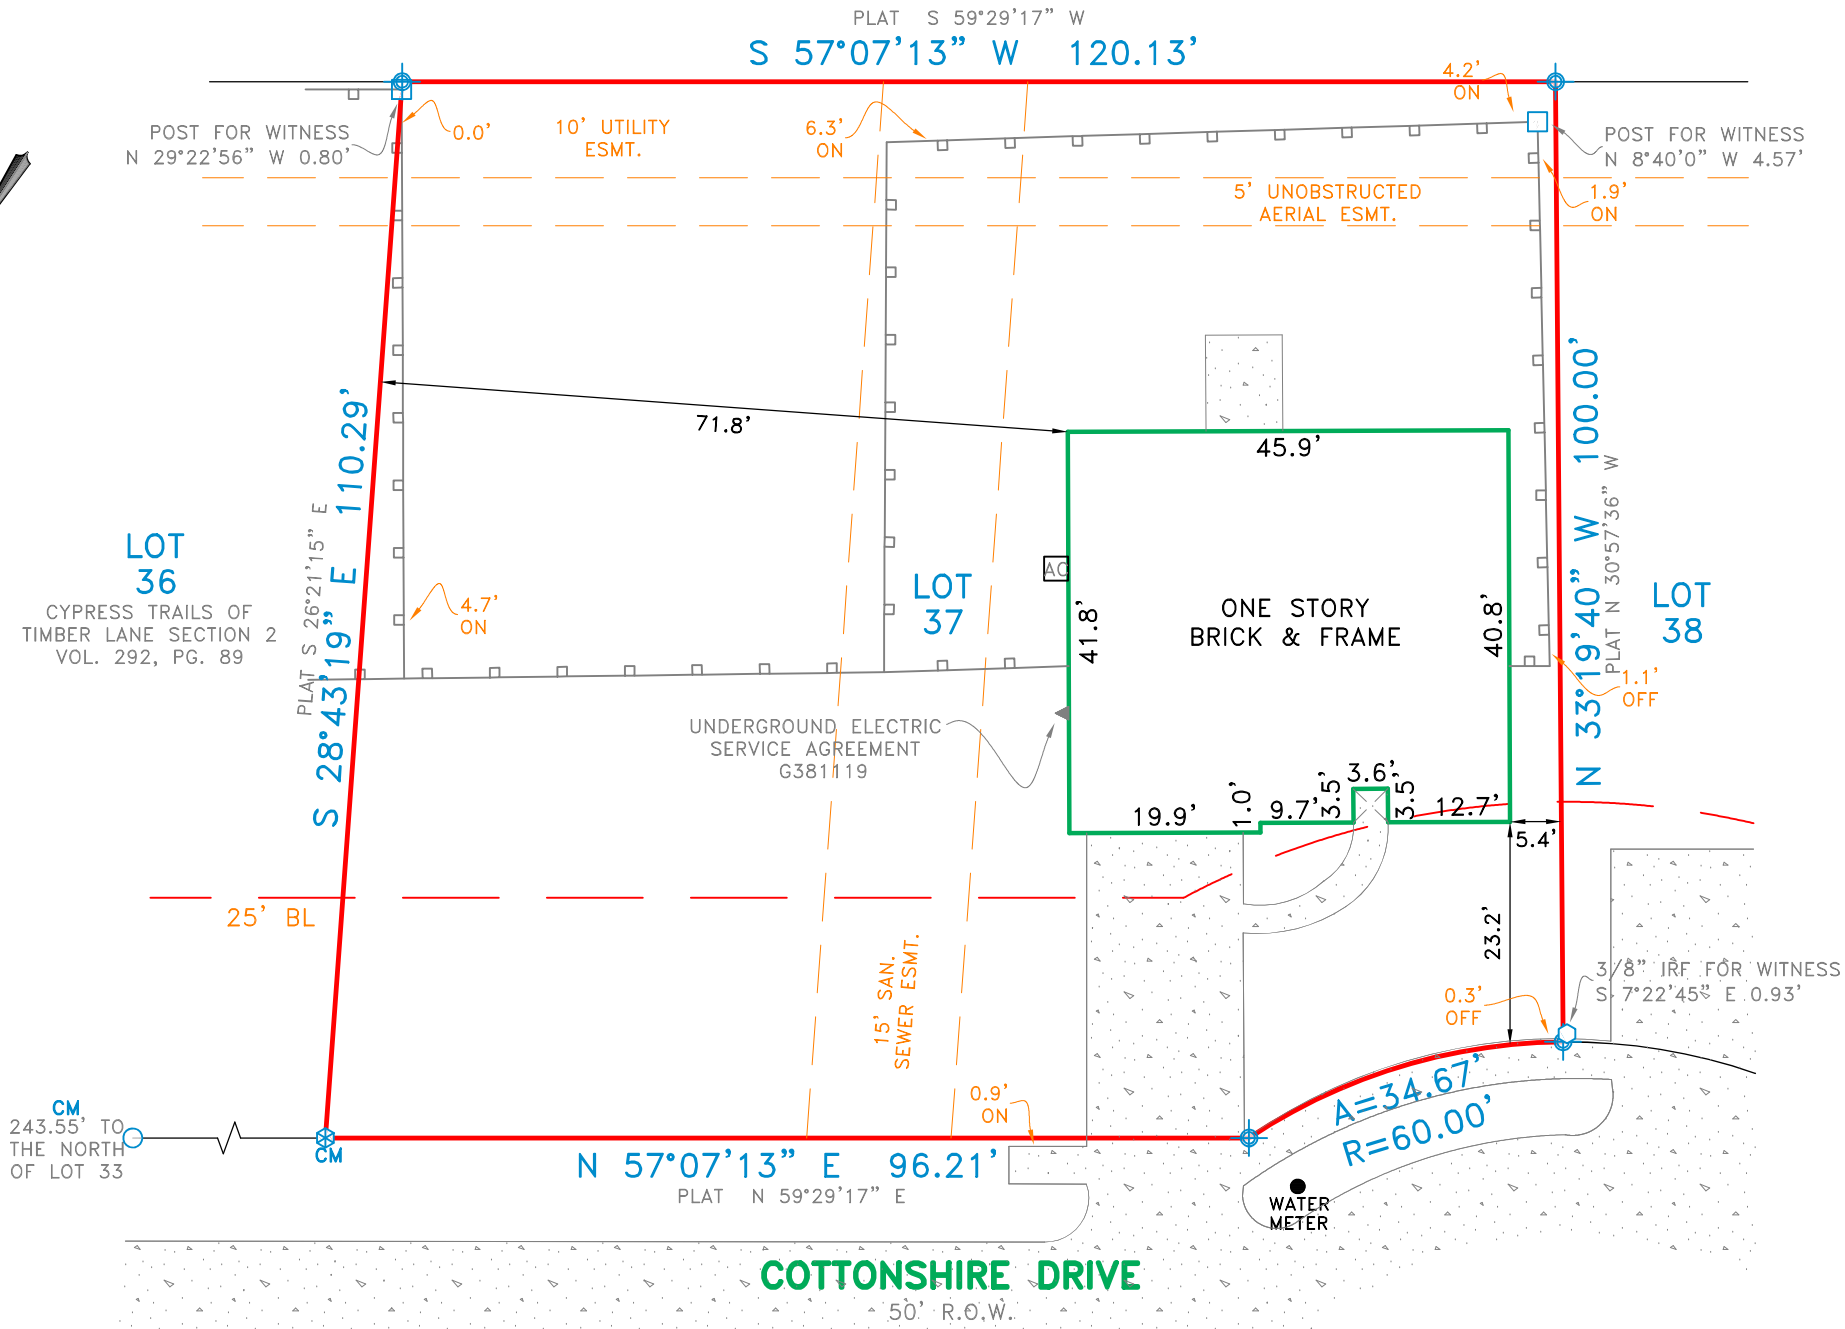 PLAT S 59°29'17" W
S 57°07'13" W 120.13'
4.2'
ON
POST FOR WITNESS
N 29°22'56" W 0.80'
0.0'
10' UTILITY
ESMT.
6.3'
ON
POST FOR WITNESS
N 8°40'0" W 4.57'
5' UNOBSTRUCTED
AERIAL ESMT.
1.9'
ON
71.8'
45.9'
S 28°43'19" E 110.29'
PLAT S 26°21'15" E
N 33°19'40" W 100.00'
PLAT N 30°57'36" W
LOT
36
CYPRESS TRAILS OF
TIMBER LANE SECTION 2
VOL. 292, PG. 89
4.7'
ON
LOT
37
AC
41.8'
ONE STORY
BRICK & FRAME
40.8'
LOT
38
1.1'
OFF
UNDERGROUND ELECTRIC
SERVICE AGREEMENT
G381119
19.9'
1.0'
9.7'
3.5'
3.6'
3.5'
12.7'
5.4'
25' BL
23.2'
15' SAN.
SEWER ESMT.
3/8" IRF FOR WITNESS
S 7°22'45" E 0.93'
0.3'
OFF
0.9'
ON
A=34.67'
R=60.00'
CM
243.55' TO
THE NORTH
OF LOT 33
CM
N 57°07'13" E 96.21'
PLAT N 59°29'17" E
WATER
METER
COTTONSHIRE DRIVE
50' R.O.W.